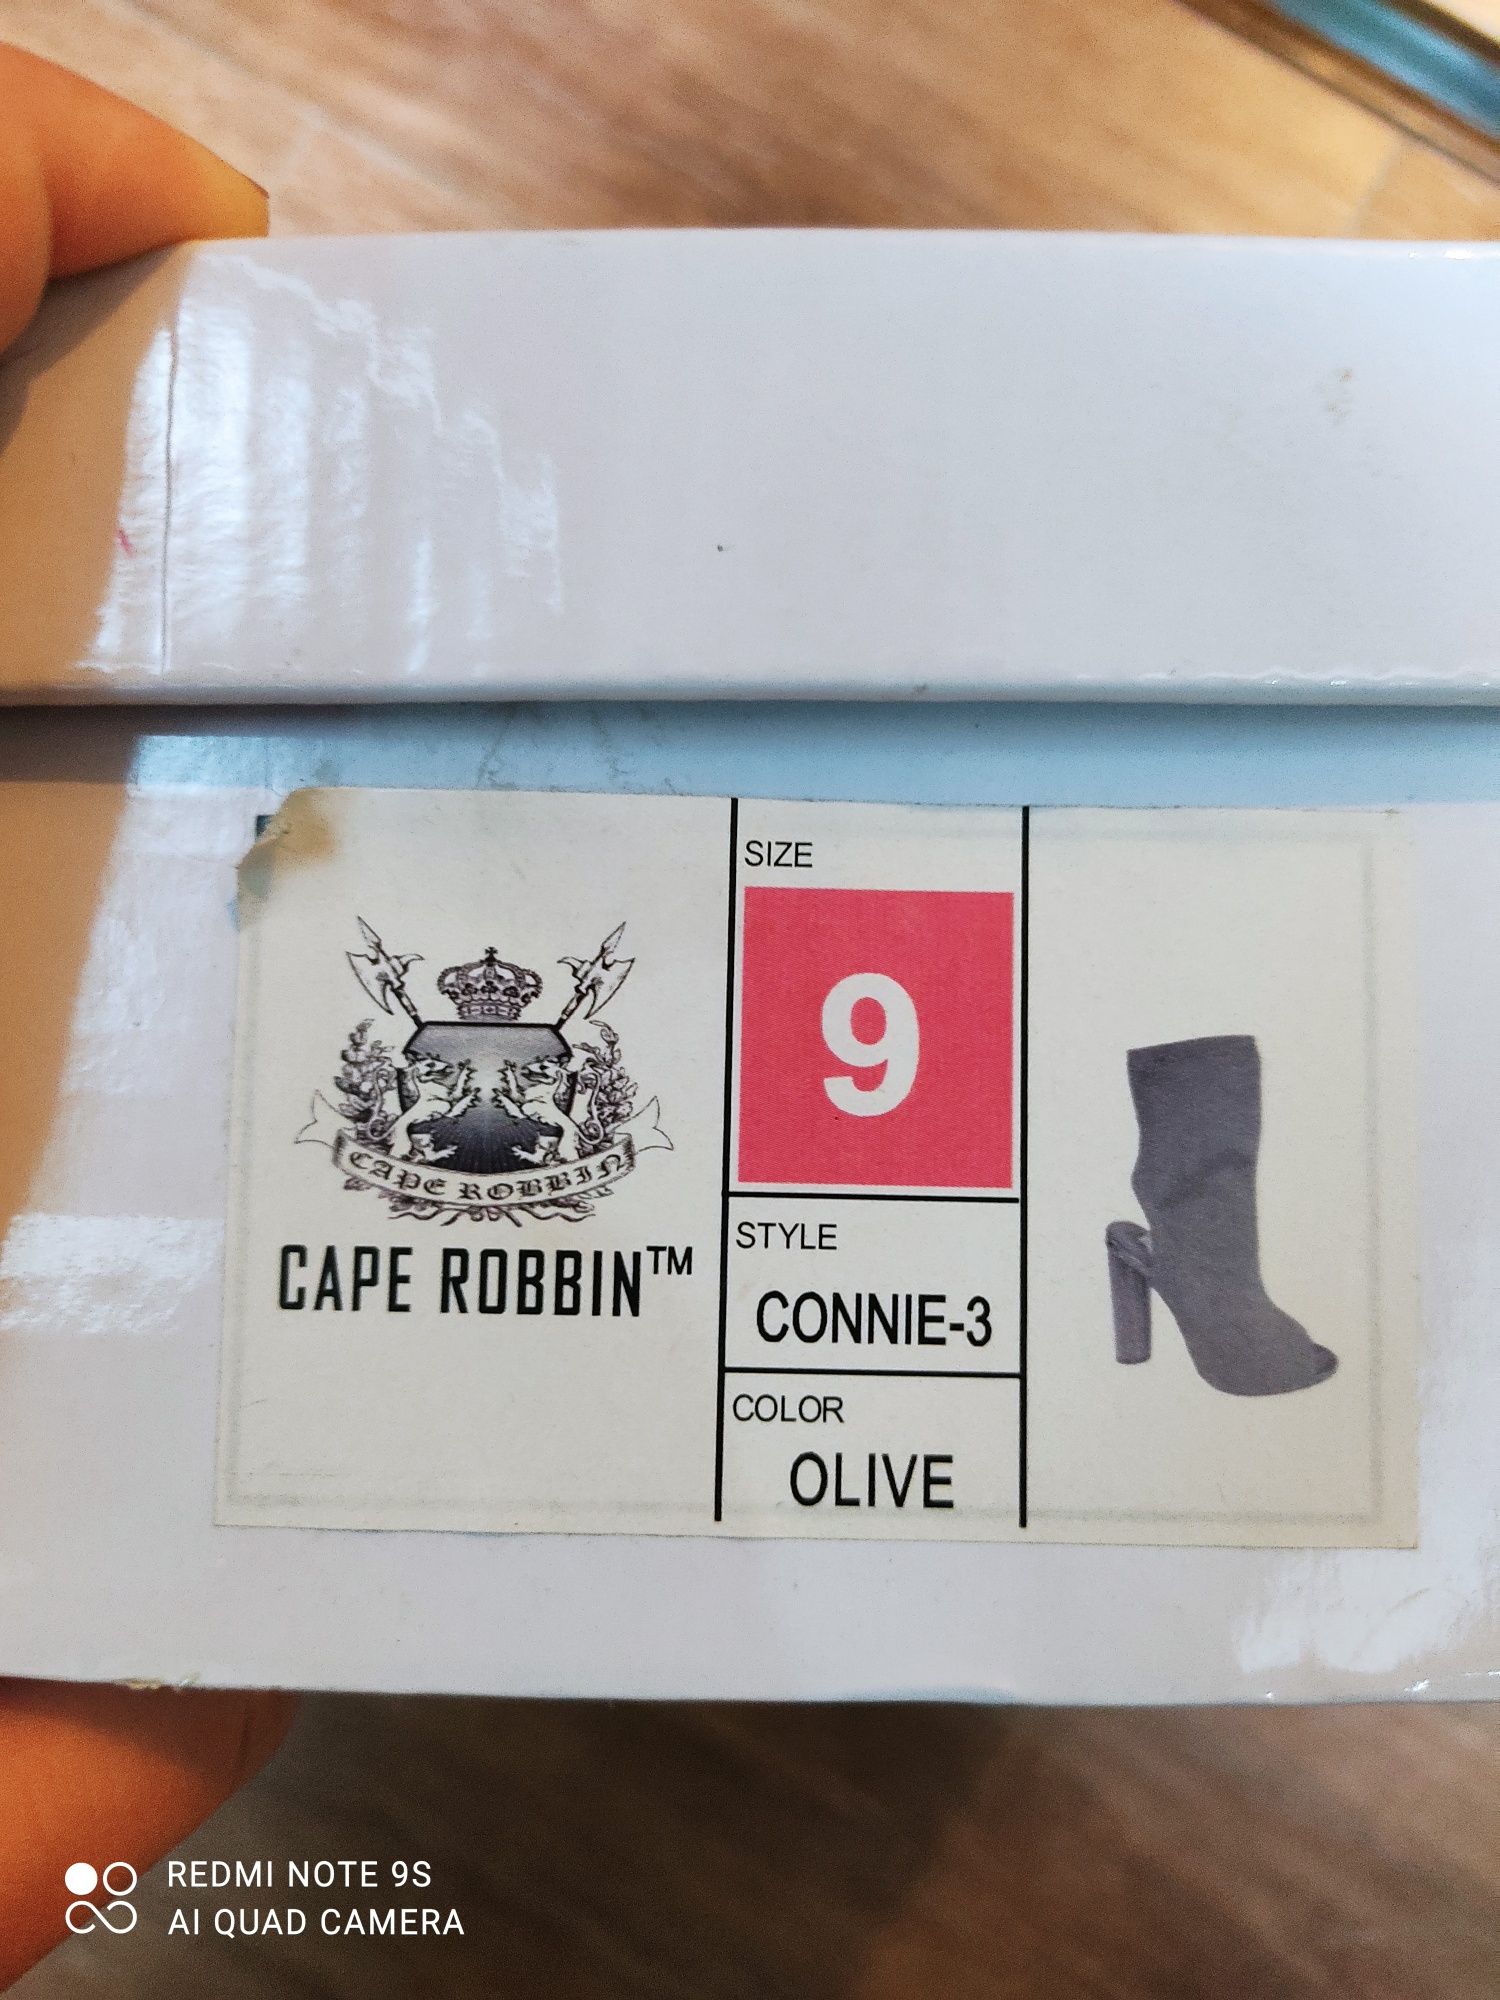 CAPE ROBBIN
CAPE ROBBIN™
SIZE
9
STYLE
CONNIE-3
COLOR
OLIVE
REDMI NOTE 9S
AI QUAD CAMERA